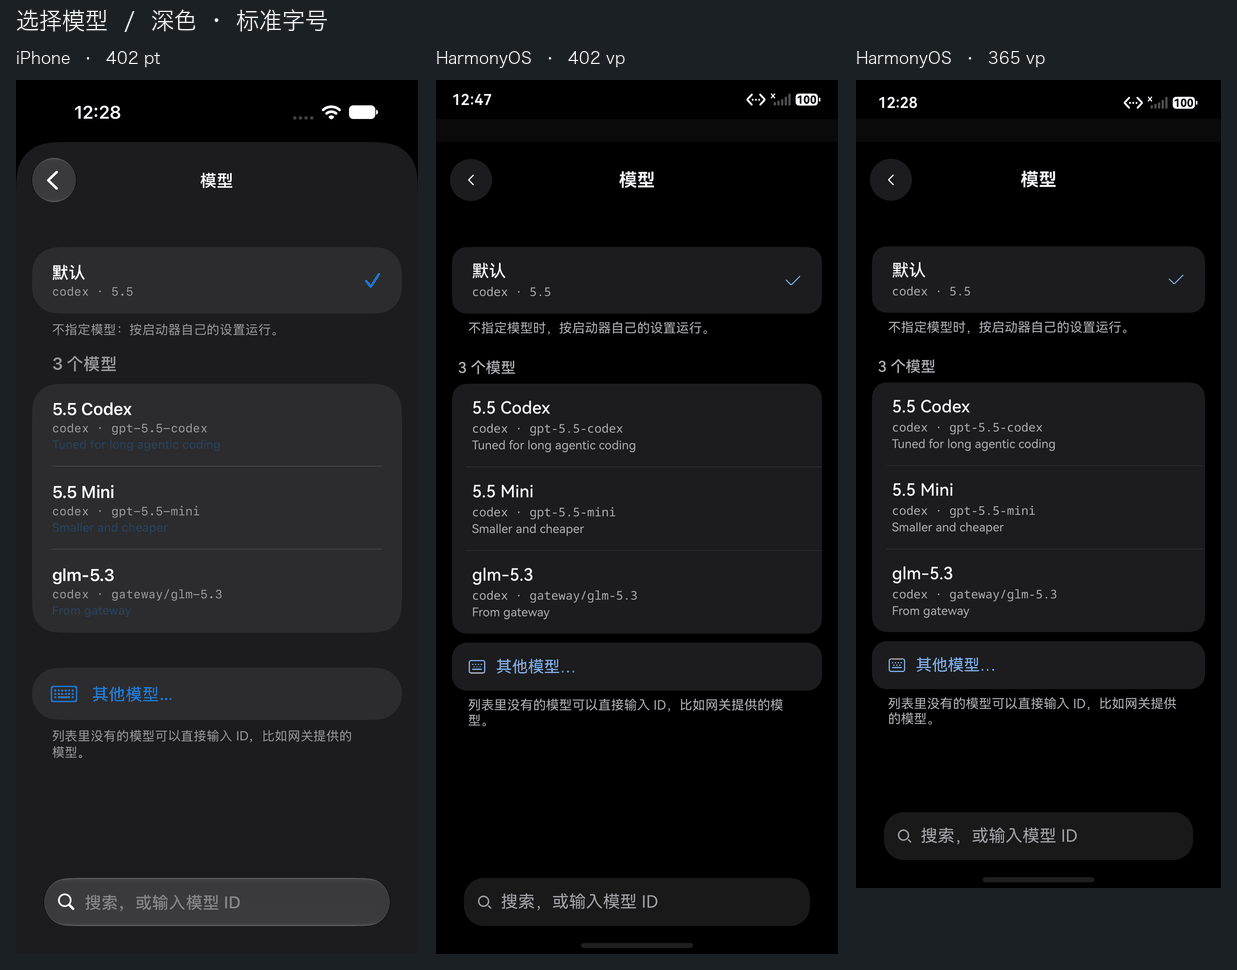 选择模型 / 深色 · 标准字号
iPhone · 402 pt
12:28
模型
默认
codex · 5.5
不指定模型：按启动器自己的设置运行。
3 个模型
5.5 Codex
codex · gpt-5.5-codex
Tuned for long agentic coding
5.5 Mini
codex · gpt-5.5-mini
Smaller and cheaper
glm-5.3
codex · gateway/glm-5.3
From gateway
其他模型...
列表里没有的模型可以直接输入 ID，比如网关提供的
模型。
搜索，或输入模型 ID
HarmonyOS · 402 vp
12:47
100
模型
默认
codex · 5.5
不指定模型时，按启动器自己的设置运行。
3 个模型
5.5 Codex
codex · gpt-5.5-codex
Tuned for long agentic coding
5.5 Mini
codex · gpt-5.5-mini
Smaller and cheaper
glm-5.3
codex · gateway/glm-5.3
From gateway
其他模型...
列表里没有的模型可以直接输入 ID，比如网关提供的模
型。
搜索，或输入模型 ID
HarmonyOS · 365 vp
12:28
100
模型
默认
codex · 5.5
不指定模型时，按启动器自己的设置运行。
3 个模型
5.5 Codex
codex · gpt-5.5-codex
Tuned for long agentic coding
5.5 Mini
codex · gpt-5.5-mini
Smaller and cheaper
glm-5.3
codex · gateway/glm-5.3
From gateway
其他模型...
列表里没有的模型可以直接输入 ID，比如网关提供
的模型。
搜索，或输入模型 ID